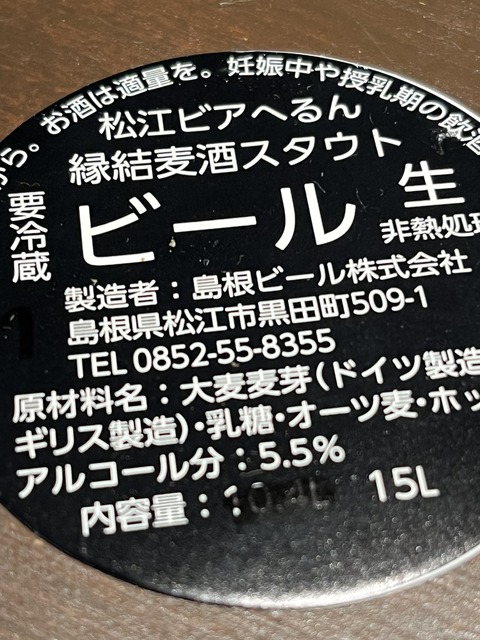 から。お酒は適量を。妊娠中や授乳期の飲酒
松江ビアへるん
縁結麦酒スタウト
要冷蔵
ビール
生
非熱処理
製造者：島根ビール株式会社
島根県松江市黒田町509-1
TEL 0852-55-8355
原材料名：大麦麦芽(ドイツ製造
ギリス製造)・乳糖・オーツ麦・ホッ
アルコール分：5.5%
内容量： 15L